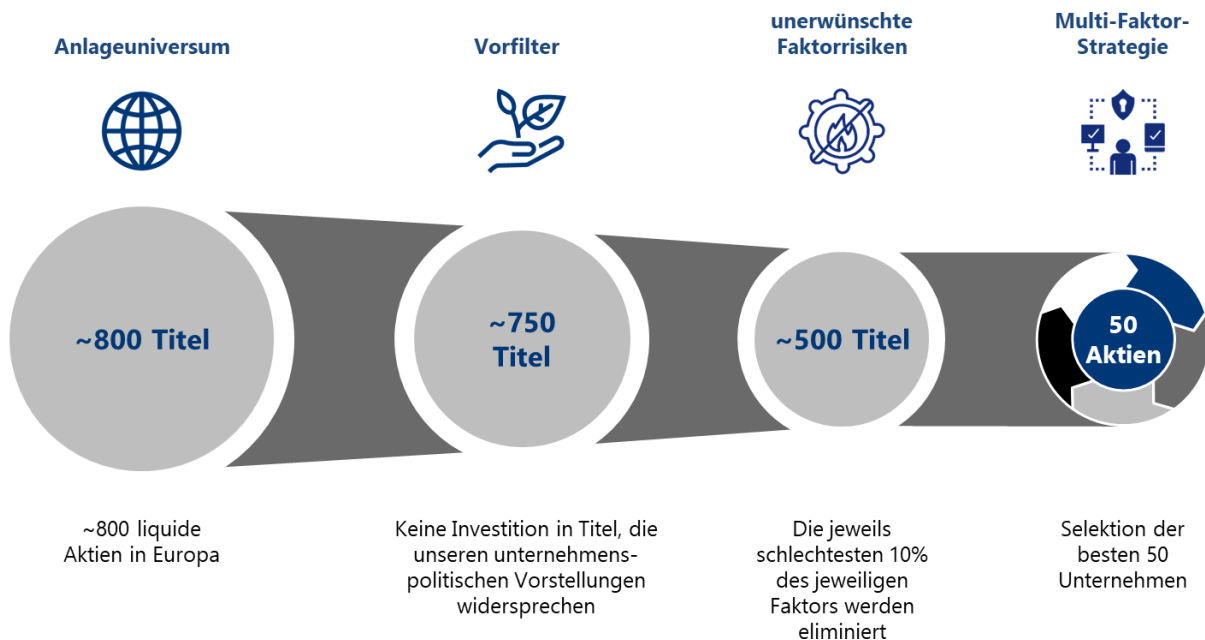 Anlageuniversum
Vorfilter
unerwünschte
Faktorrisiken
Multi-Faktor-
Strategie
~800 Titel
~750
Titel
~500 Titel
50
Aktien
~800 liquide
Aktien in Europa
Keine Investition in Titel, die
unseren unternehmens-
politischen Vorstellungen
widersprechen
Die jeweils
schlechtesten 10%
des jeweiligen
Faktors werden
eliminiert
Selektion der
besten 50
Unternehmen